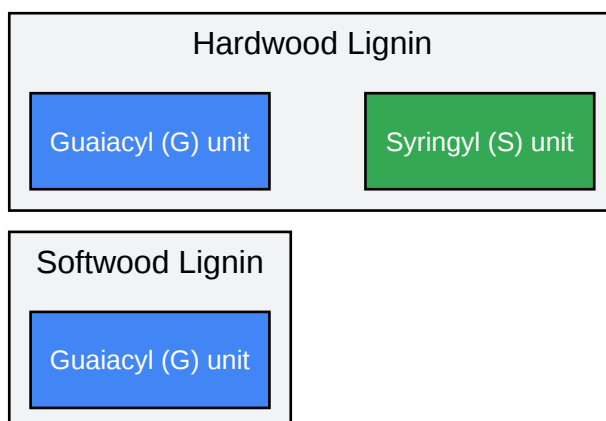 Hardwood Lignin
Guaiacyl (G) unit
Syringyl (S) unit
Softwood Lignin
Guaiacyl (G) unit